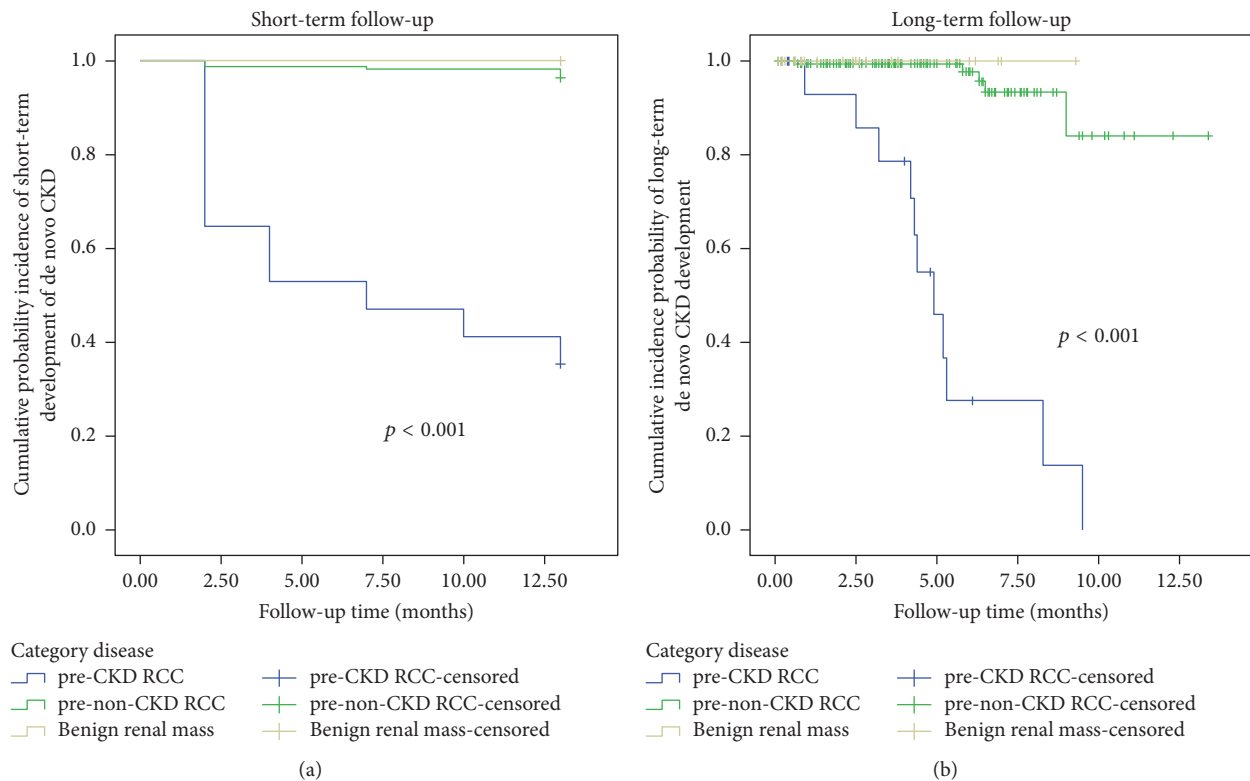 Short-term follow-up
Cumulative probability incidence of short-term
development of de novo CKD
1.0
0.8
0.6
0.4
0.2
0.0
p < 0.001
0.00 2.50 5.00 7.50 10.00 12.50
Follow-up time (months)
Category disease
pre-CKD RCC pre-CKD RCC-censored
pre-non-CKD RCC pre-non-CKD RCC-censored
Benign renal mass Benign renal mass-censored
(a)
Long-term follow-up
Cumulative incidence probability of long-term
de novo CKD development
1.0
0.8
0.6
0.4
0.2
0.0
p < 0.001
0.00 2.50 5.00 7.50 10.00 12.50
Follow-up time (months)
Category disease
pre-CKD RCC pre-CKD RCC-censored
pre-non-CKD RCC pre-non-CKD RCC-censored
Benign renal mass Benign renal mass-censored
(b)